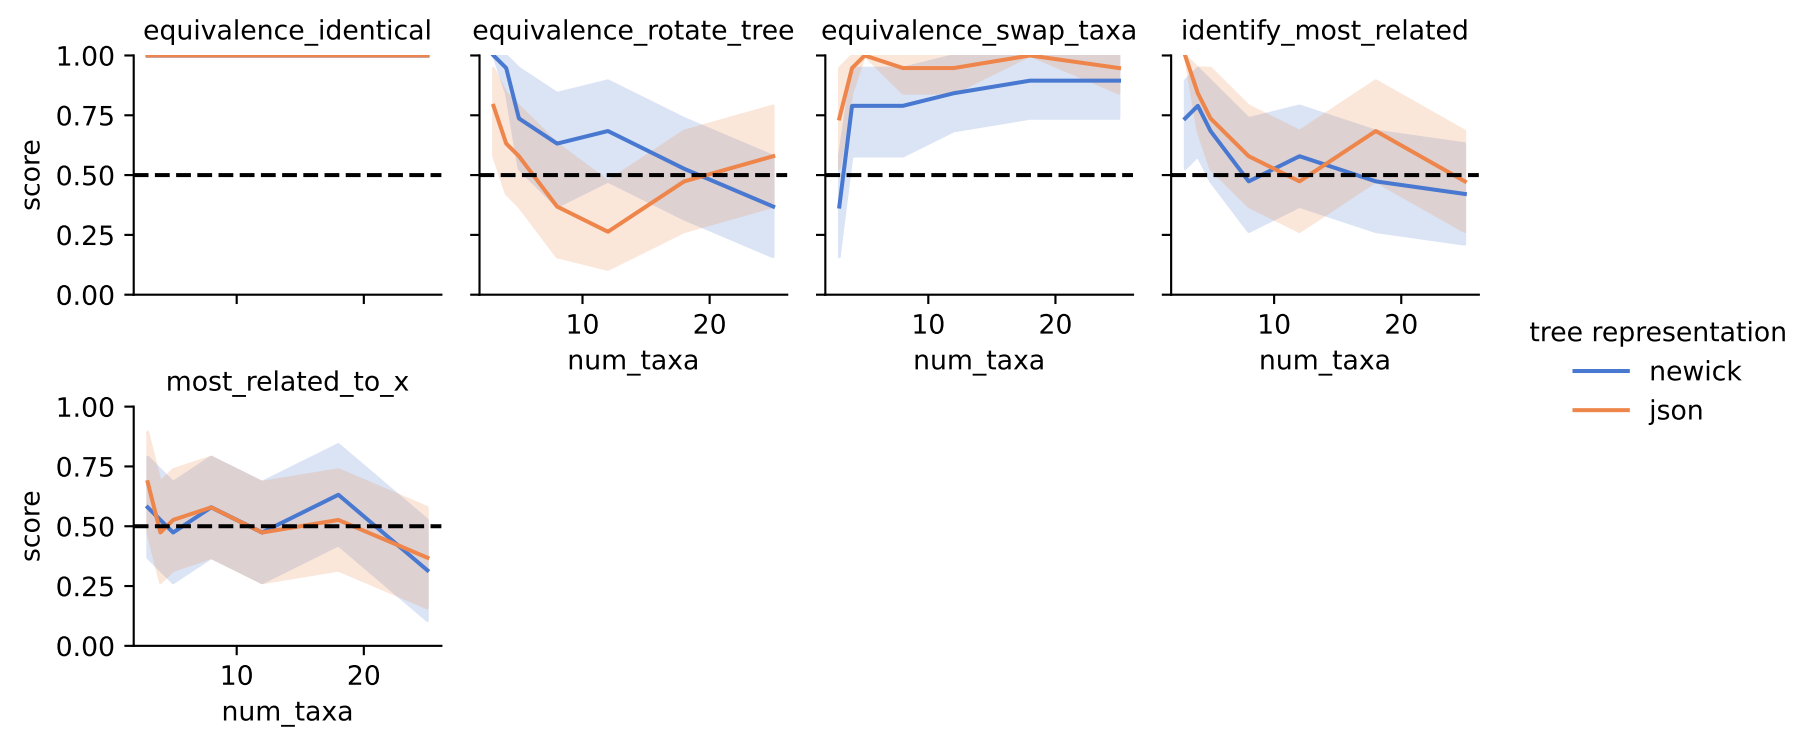 equivalence_identical
equivalence_rotate_tree
equivalence_swap_taxa
identify_most_related
score
1.00
0.75
0.50
0.25
0.00
10
20
num_taxa
10
20
num_taxa
10
20
num_taxa
tree representation
newick
json
most_related_to_x
score
1.00
0.75
0.50
0.25
0.00
10
20
num_taxa